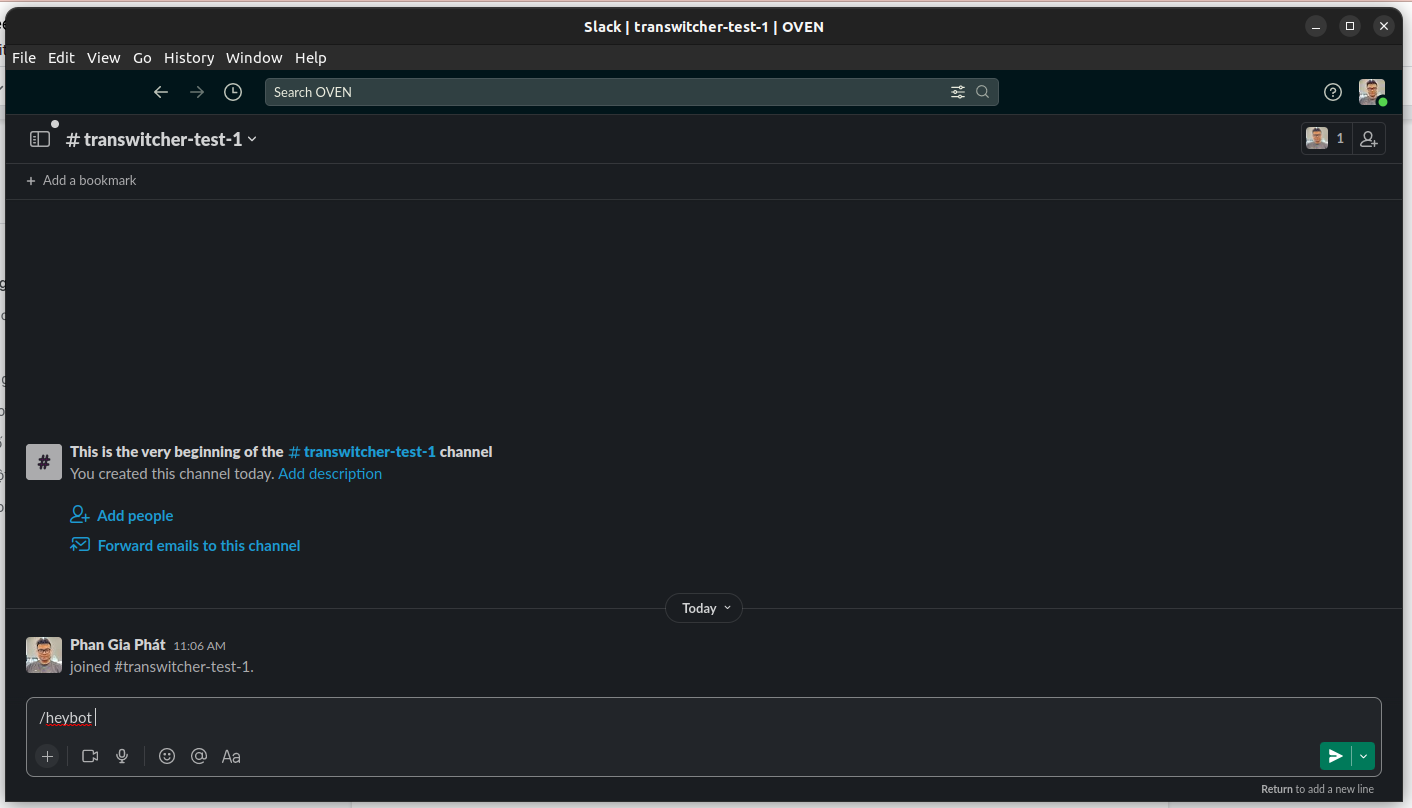 Slack | transwitcher-test-1 | OVEN
File Edit View Go History Window Help
Search OVEN
# transwitcher-test-1
1
+ Add a bookmark
# This is the very beginning of the # transwitcher-test-1 channel
You created this channel today. Add description
Add people
Forward emails to this channel
Today
Phan Gia Phát 11:06 AM
joined #transwitcher-test-1.
/heybot
Aa
Return to add a new line